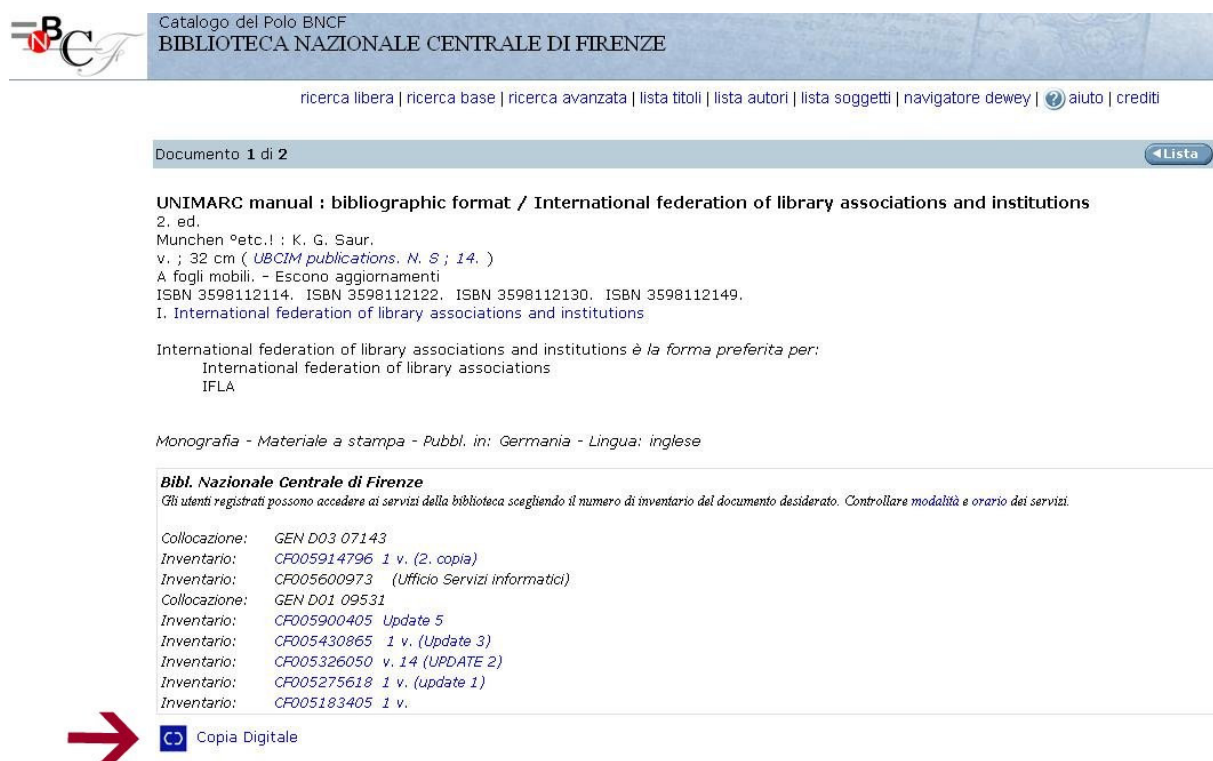 NBCF
Catalogo del Polo BNCF
BIBLIOTECA NAZIONALE CENTRALE DI FIRENZE
ricerca libera | ricerca base | ricerca avanzata | lista titoli | lista autori | lista soggetti | navigatore dewey | ? aiuto | crediti
Documento 1 di 2
Lista
UNIMARC manual : bibliographic format / International federation of library associations and institutions
2. ed.
Munchen °etc.! : K. G. Saur.
v. ; 32 cm ( UBCIM publications. N. S ; 14. )
A fogli mobili. - Escono aggiornamenti
ISBN 3598112114. ISBN 3598112122. ISBN 3598112130. ISBN 3598112149.
I. International federation of library associations and institutions
International federation of library associations and institutions è la forma preferita per:
International federation of library associations
IFLA
Monografia - Materiale a stampa - Pubbl. in: Germania - Lingua: inglese
Bibl. Nazionale Centrale di Firenze
Gli utenti registrati possono accedere ai servizi della biblioteca scegliendo il numero di inventario del documento desiderato. Controllare modalità e orario dei servizi.
Collocazione: GEN D03 07143
Inventario: CF005914796 1 v. (2. copia)
Inventario: CF005600973 (Ufficio Servizi informatici)
Collocazione: GEN D01 09531
Inventario: CF005900405 Update 5
Inventario: CF005430865 1 v. (Update 3)
Inventario: CF005326050 v. 14 (UPDATE 2)
Inventario: CF005275618 1 v. (update 1)
Inventario: CF005183405 1 v.
Copia Digitale